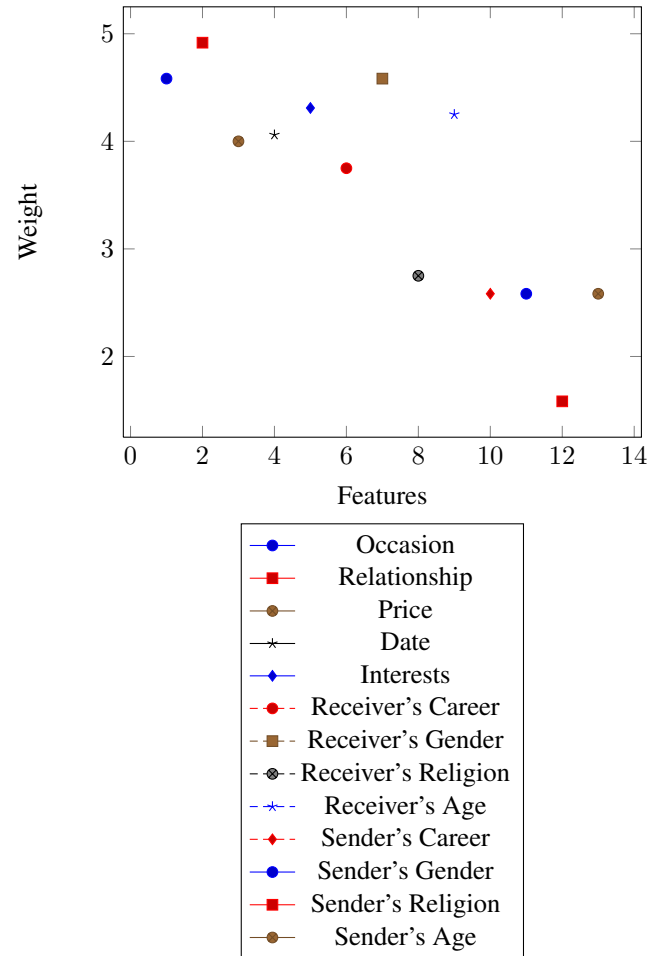 5
4
3
2
Weight
0 2 4 6 8 10 12 14
Features
Occasion
Relationship
Price
Date
Interests
Receiver's Career
Receiver's Gender
Receiver's Religion
Receiver's Age
Sender's Career
Sender's Gender
Sender's Religion
Sender's Age